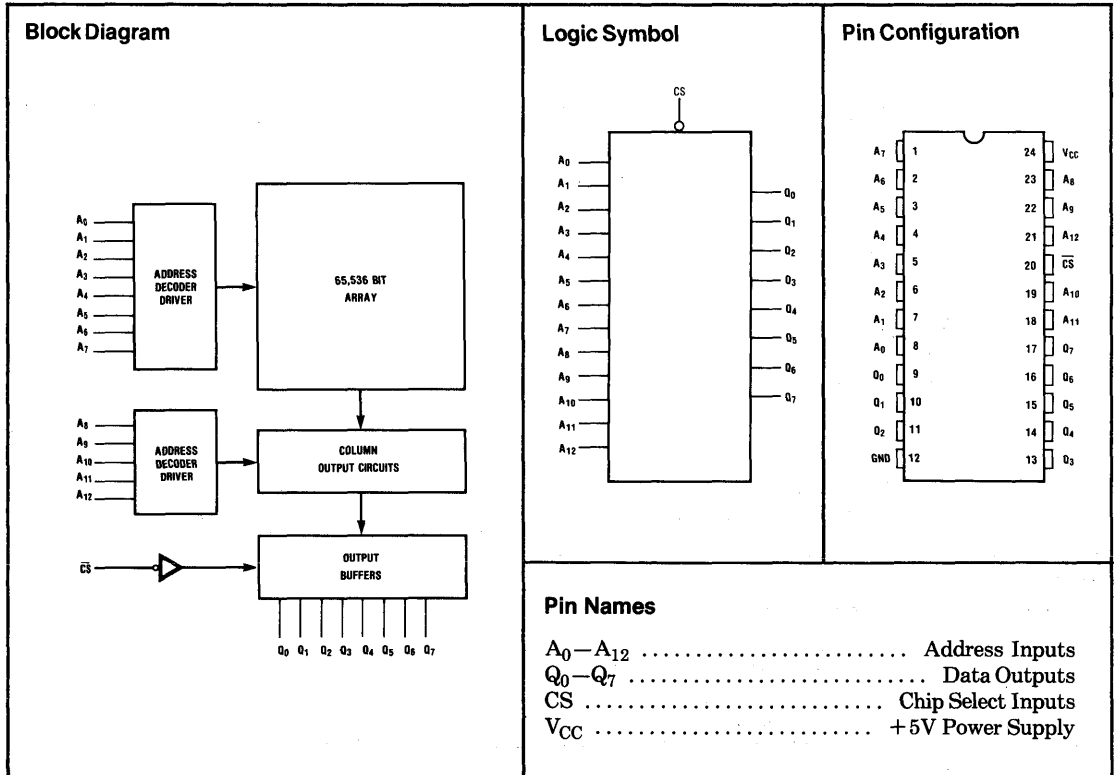 Block Diagram
A0
A1
A2
A3
A4
A5
A6
A7
ADDRESS
DECODER
DRIVER
65,536 BIT
ARRAY
A8
A9
A10
A11
A12
ADDRESS
DECODER
DRIVER
COLUMN
OUTPUT CIRCUITS
C̅S̅
OUTPUT
BUFFERS
Q0 Q1 Q2 Q3 Q4 Q5 Q6 Q7
Logic Symbol
CS
A0
A1
A2
A3
A4
A5
A6
A7
A8
A9
A10
A11
A12
Q0
Q1
Q2
Q3
Q4
Q5
Q6
Q7
Pin Configuration
A7 1 24 VCC
A6 2 23 A8
A5 3 22 A9
A4 4 21 A12
A3 5 20 C̅S̅
A2 6 19 A10
A1 7 18 A11
A0 8 17 Q7
Q0 9 16 Q6
Q1 10 15 Q5
Q2 11 14 Q4
GND 12 13 Q3
Pin Names
A0—A12 ........................ Address Inputs
Q0—Q7 ........................... Data Outputs
CS ............................ Chip Select Inputs
VCC ......................... +5V Power Supply